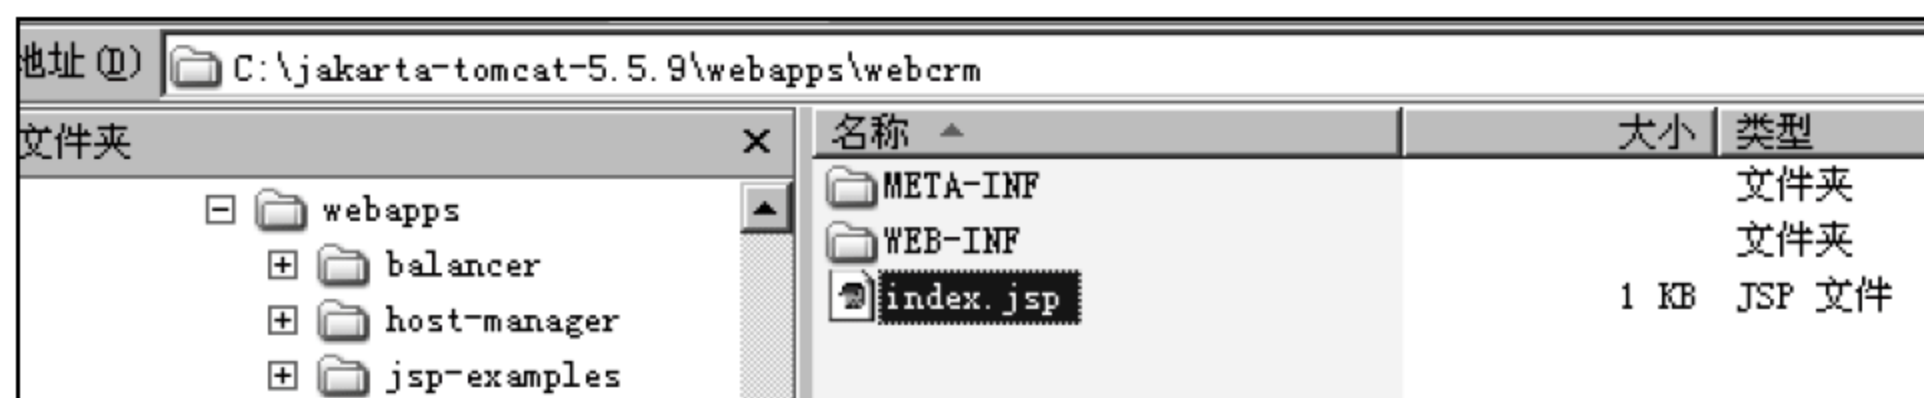 地址(D) C:\jakarta-tomcat-5.5.9\webapps\webcrm
文件夹
webapps
balancer
host-manager
jsp-examples
名称 大小 类型
META-INF 文件夹
WEB-INF 文件夹
index.jsp 1 KB JSP 文件